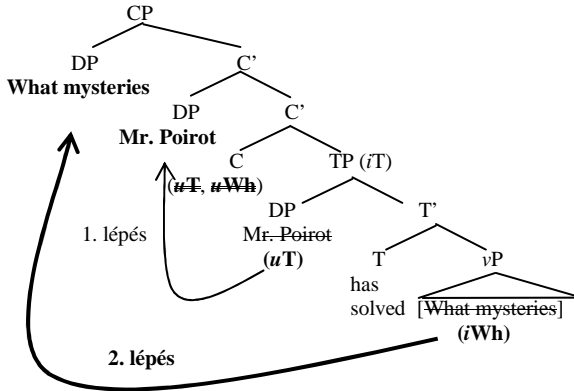 CP
DP C'
What mysteries
DP C'
Mr. Poirot
C TP (iT)
(uT, uWh)
DP T'
1. lépés Mr. Poirot T vP
(uT)
has
solved [What mysteries]
(iWh)
2. lépés